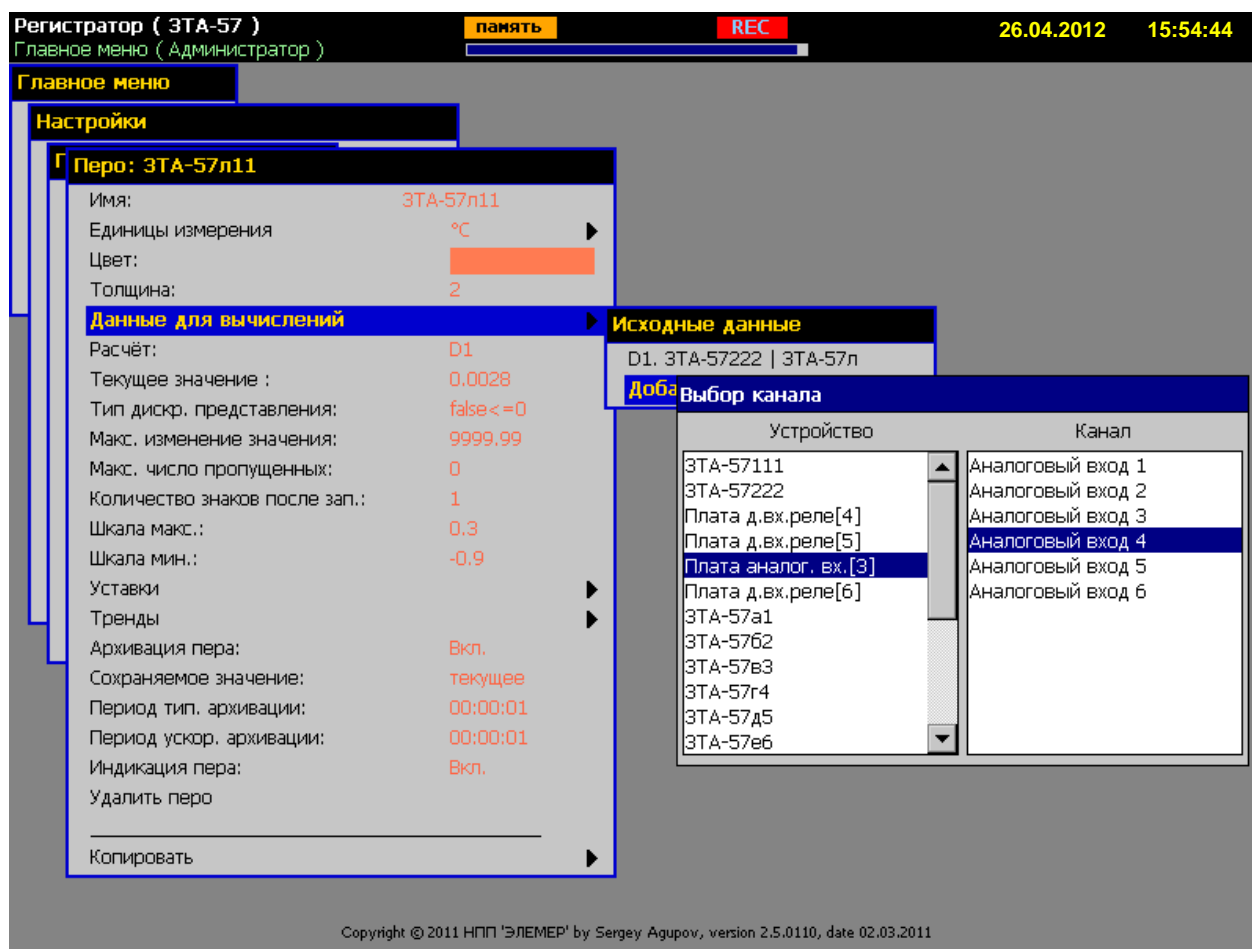 Регистратор ( ЗТА-57 ) память REC 26.04.2012 15:54:44
Главное меню ( Администратор )
Главное меню
Настройки
Перо: ЗТА-57л11
Имя: ЗТА-57л11
Единицы измерения °C
Цвет:
Толщина: 2
Данные для вычислений
Расчёт: D1
Текущее значение : 0.0028
Тип дискр. представления: false<=0
Макс. изменение значения: 9999.99
Макс. число пропущенных: 0
Количество знаков после зап.: 1
Шкала макс.: 0.3
Шкала мин.: -0.9
Уставки
Тренды
Архивация пера: Вкл.
Сохраняемое значение: текущее
Период тип. архивации: 00:00:01
Период ускор. архивации: 00:00:01
Индикация пера: Вкл.
Удалить перо
Копировать
Исходные данные
D1. ЗТА-57222 | ЗТА-57л
Доба
Выбор канала
Устройство Канал
ЗТА-57111 Аналоговый вход 1
ЗТА-57222 Аналоговый вход 2
Плата д.вх.реле[4] Аналоговый вход 3
Плата д.вх.реле[5] Аналоговый вход 4
Плата аналог. вх.[3] Аналоговый вход 5
Плата д.вх.реле[6] Аналоговый вход 6
ЗТА-57а1
ЗТА-57б2
ЗТА-57в3
ЗТА-57г4
ЗТА-57д5
ЗТА-57е6
Copyright © 2011 НПП 'ЭЛЕМЕР' by Sergey Agupov, version 2.5.0110, date 02.03.2011